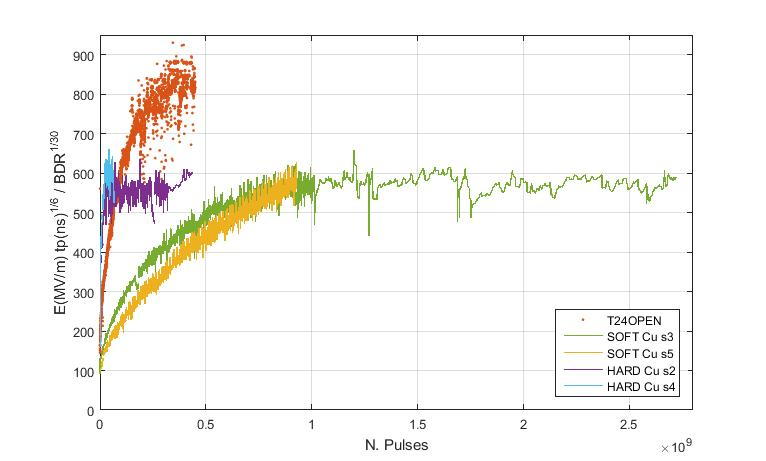 900
800
700
600
500
400
300
200
100
0
E(MV/m) tp(ns)^1/6 / BDR^1/30
0 0.5 1 1.5 2 2.5
N. Pulses
×10^9
T24OPEN
SOFT Cu s3
SOFT Cu s5
HARD Cu s2
HARD Cu s4